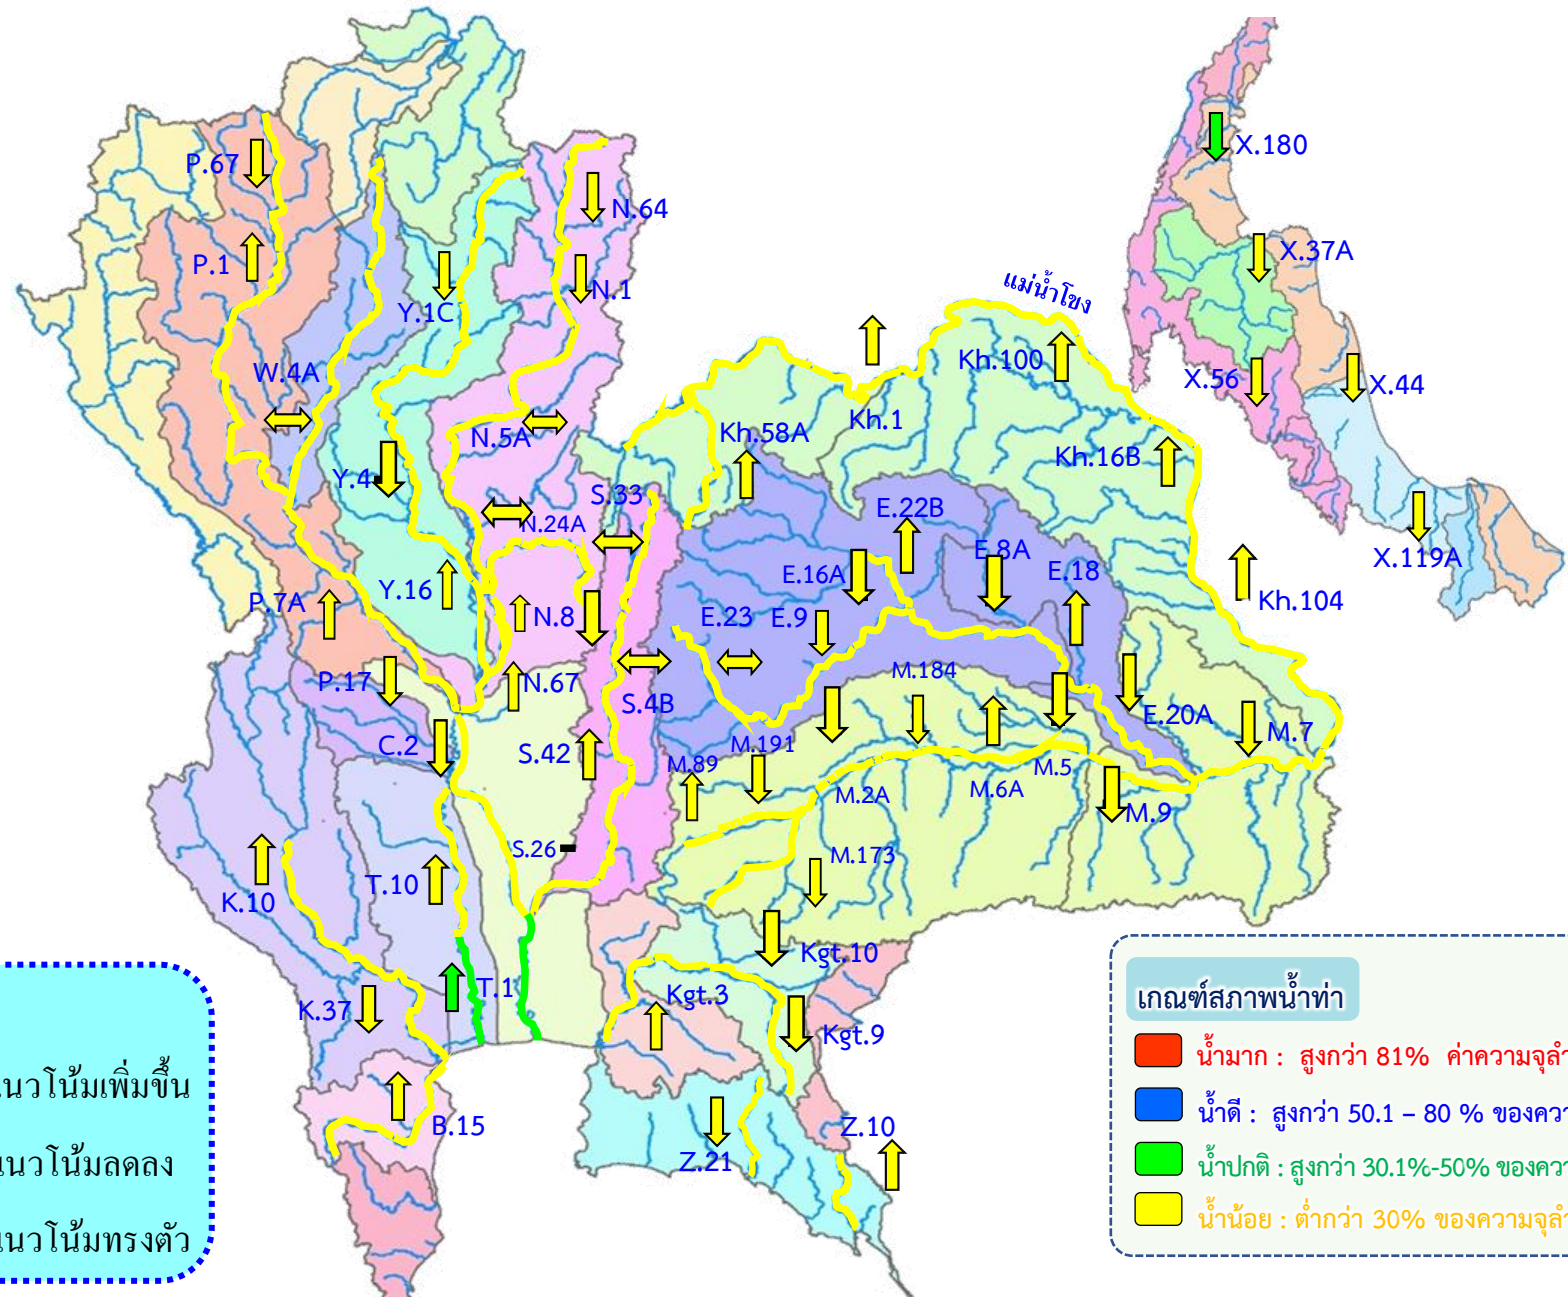 P.67
X.180
N.64
X.37A
P.1
N.1
แม่น้ำโขง
Y.1C
Kh.100
W.4A
X.56
X.44
Kh.1
N.5A
Kh.58A
Kh.16B
Y.4
S.33
E.22B
N.24A
E.8A
X.119A
E.16A
E.18
Y.16
P.7A
Kh.104
N.8
E.23
E.9
M.184
P.17
N.67
S.4B
E.20A
M.7
C.2
S.42
M.191
M.89
M.5
M.2A
M.6A
M.9
S.26
M.173
T.10
K.10
Kgt.10
T.1
Kgt.3
K.37
Kgt.9
B.15
Z.10
Z.21
นวโน้มเพิ่มขึ้น
นวโน้มลดลง
นวโน้มทรงตัว
เกณฑ์สภาพน้ำท่า
น้ำมาก : สูงกว่า 81% ค่าความจุลำ
น้ำดี : สูงกว่า 50.1 – 80 % ของควา
น้ำปกติ : สูงกว่า 30.1%-50% ของควา
น้ำน้อย : ต่ำกว่า 30% ของความจุลำ